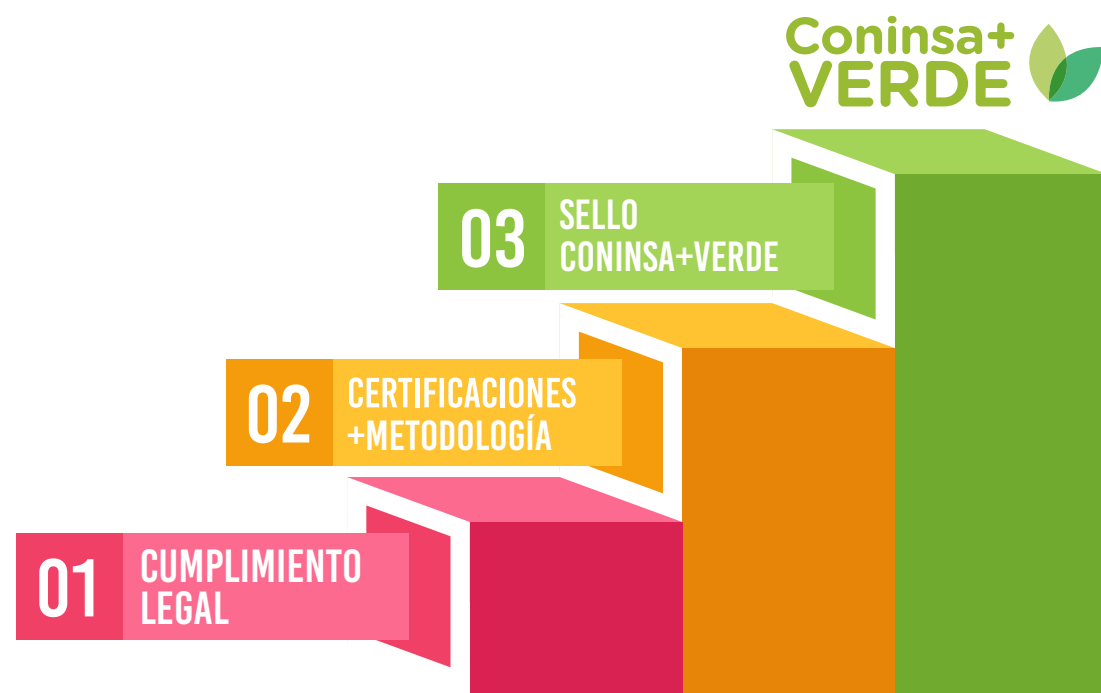 Coninsa+
VERDE
03
SELLO
CONINSA+VERDE
02
CERTIFICACIONES
+METODOLOGÍA
01
CUMPLIMIENTO
LEGAL